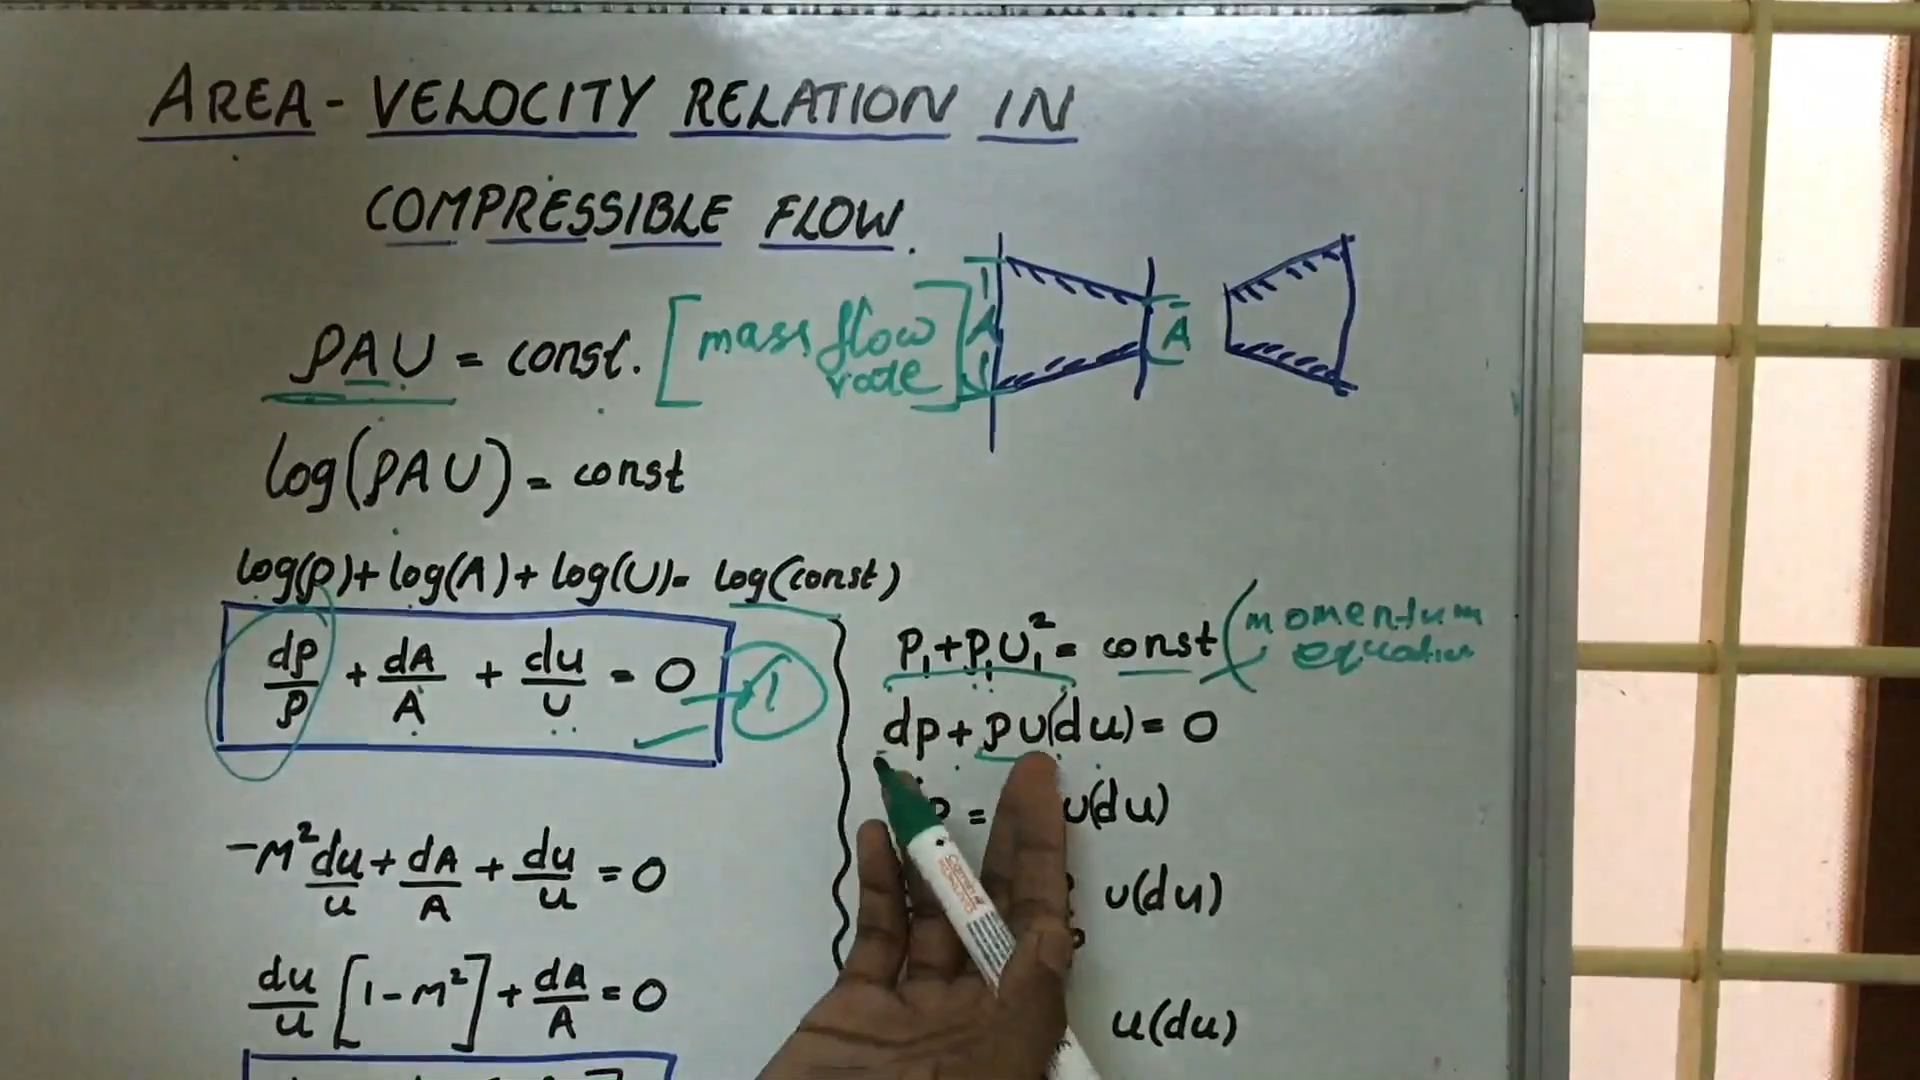 AREA-VELOCITY RELATION IN
COMPRESSIBLE FLOW.
ρAU = const. [mass flow rate]
A
A
log(ρAU) = const
log(ρ)+log(A)+log(U)= log(const)
dρ/ρ + dA/A + du/U = 0 → 1
-M² du/u + dA/A + du/u = 0
du/u [1-M²] + dA/A = 0
P₁+ρ₁U₁² = const (momentum equation
dp + ρU(du) = 0
= U(du)
U(du)
u(du)